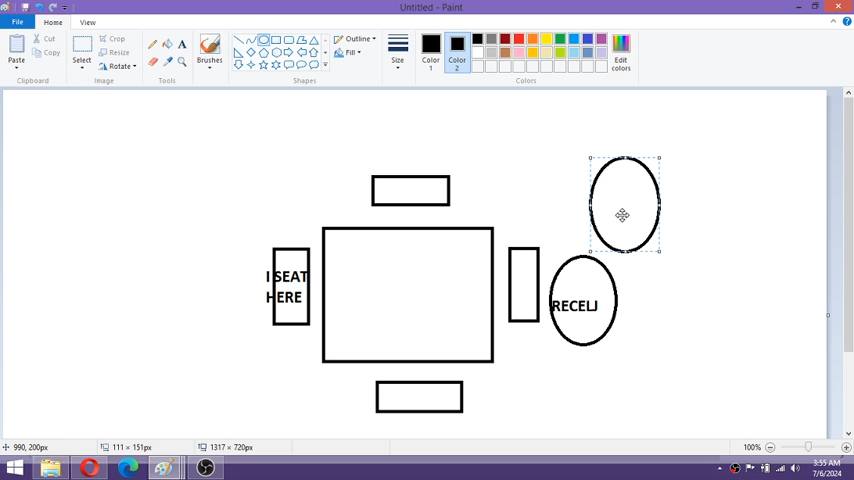 Untitled - Paint
File
Home
View
Paste
Cut
Copy
Clipboard
Select
Crop
Resize
Rotate
Image
A
Tools
Brushes
Outline
Fill
Shapes
Size
Color
1
Color
2
Edit
colors
Colors
I SEAT
HERE
RECELJ
990, 200px
111 × 151px
1317 × 720px
100%
3:55 AM
7/6/2024